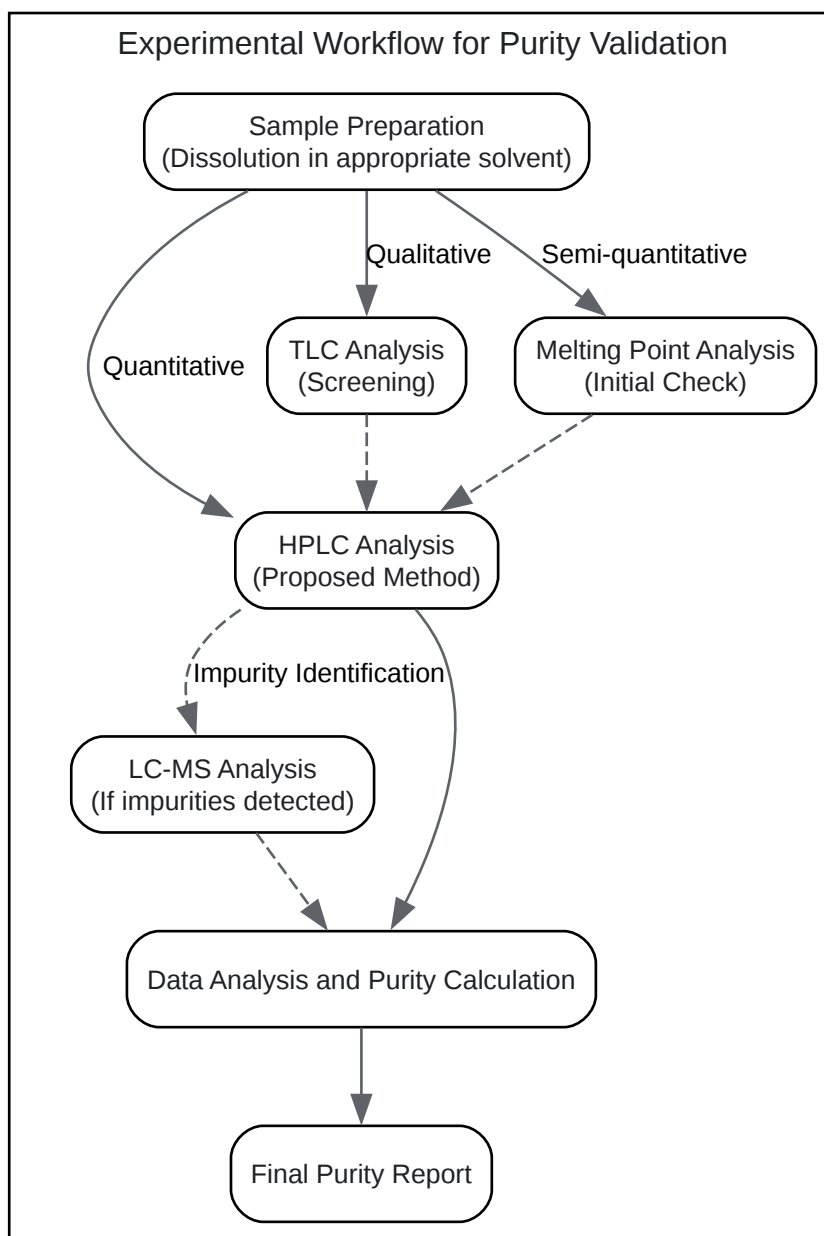 Experimental Workflow for Purity Validation
Sample Preparation
(Dissolution in appropriate solvent)
Qualitative
Semi-quantitative
Quantitative
TLC Analysis
(Screening)
Melting Point Analysis
(Initial Check)
HPLC Analysis
(Proposed Method)
Impurity Identification
LC-MS Analysis
(If impurities detected)
Data Analysis and Purity Calculation
Final Purity Report